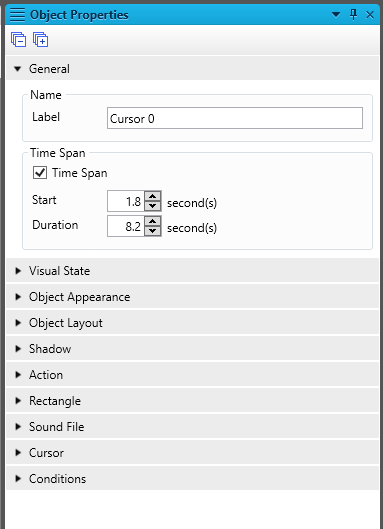 Object Properties
General
Name
Label Cursor 0
Time Span
Time Span
Start 1.8 second(s)
Duration 8.2 second(s)
Visual State
Object Appearance
Object Layout
Shadow
Action
Rectangle
Sound File
Cursor
Conditions